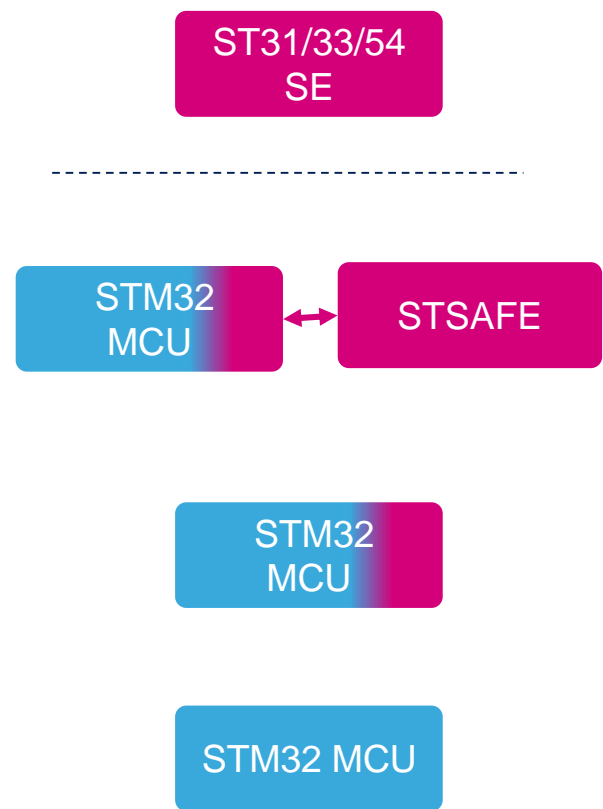 ST31/33/54
SE
STM32
MCU
STSAFE
STM32
MCU
STM32 MCU